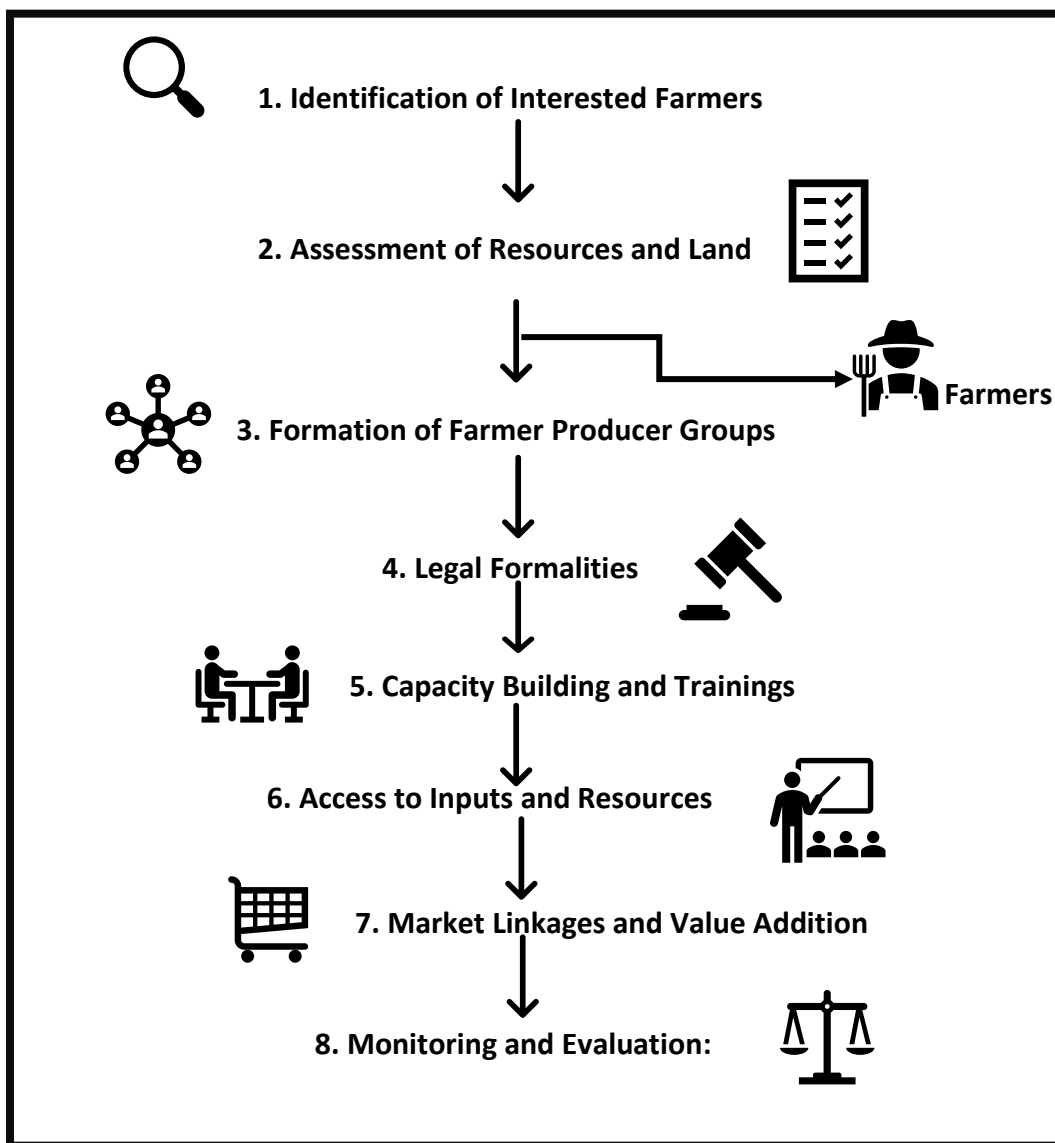 1. Identification of Interested Farmers
2. Assessment of Resources and Land
Farmers
3. Formation of Farmer Producer Groups
4. Legal Formalities
5. Capacity Building and Trainings
6. Access to Inputs and Resources
7. Market Linkages and Value Addition
8. Monitoring and Evaluation: